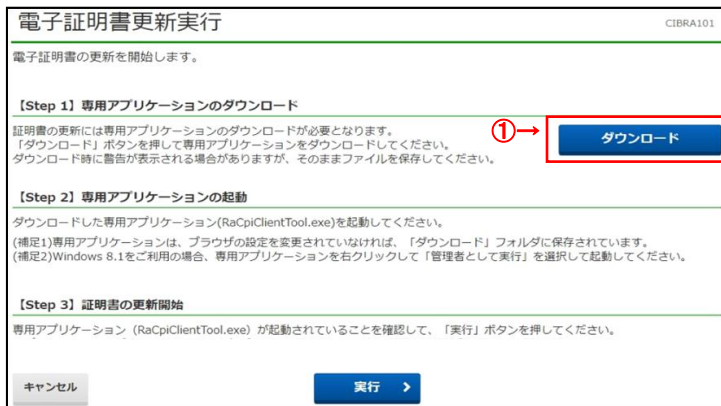 電子証明書更新実行
CIBRA101
電子証明書の更新を開始します。
【Step 1】専用アプリケーションのダウンロード
証明書の更新には専用アプリケーションのダウンロードが必要となります。
「ダウンロード」ボタンを押して専用アプリケーションをダウンロードしてください。
ダウンロード時に警告が表示される場合がありますが、そのままファイルを保存してください。
①→
ダウンロード
【Step 2】専用アプリケーションの起動
ダウンロードした専用アプリケーション(RaCpiClientTool.exe)を起動してください。
(補足1)専用アプリケーションは、ブラウザの設定を変更されていなければ、「ダウンロード」フォルダに保存されています。
(補足2)Windows 8.1をご利用の場合、専用アプリケーションを右クリックして「管理者として実行」を選択して起動してください。
【Step 3】証明書の更新開始
専用アプリケーション（RaCpiClientTool.exe）が起動されていることを確認して、「実行」ボタンを押してください。
キャンセル
実行 >